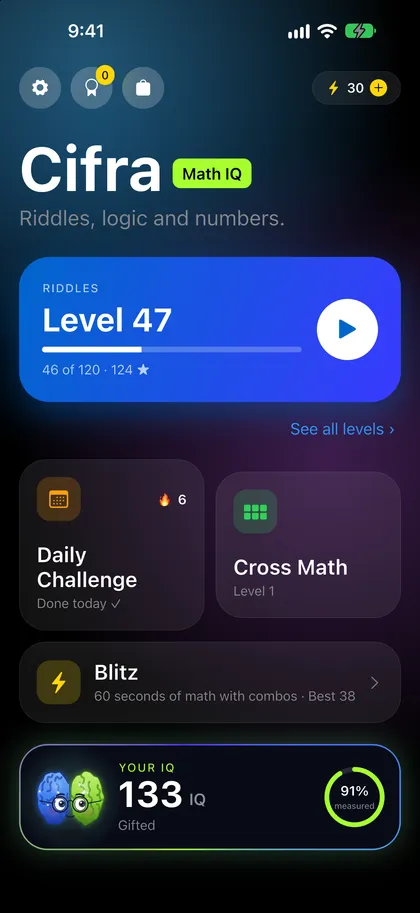 9:41
0
30
Cifra Math IQ
Riddles, logic and numbers.
RIDDLES
Level 47
46 of 120 · 124 ★
See all levels ›
6
Daily
Challenge
Done today ✓
Cross Math
Level 1
Blitz
60 seconds of math with combos · Best 38
YOUR IQ
133 IQ
Gifted
91%
measured